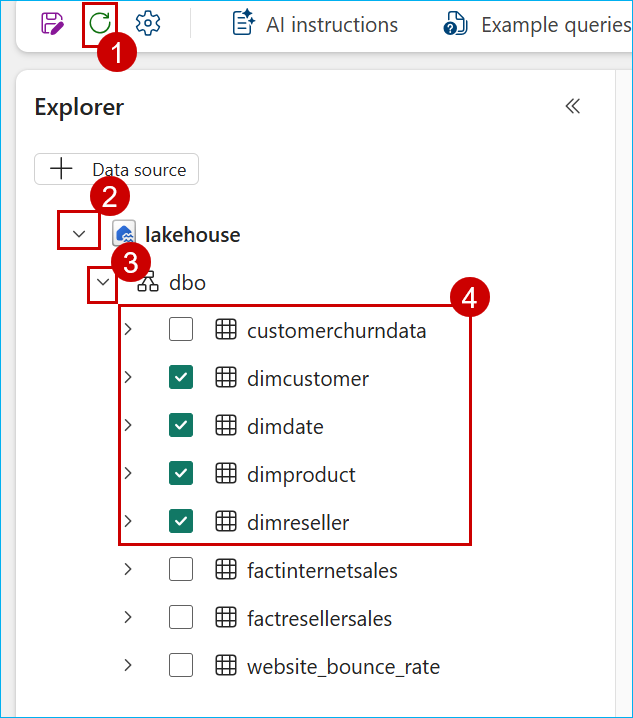 AI instructions
Example queries
1
Explorer
Data source
2
lakehouse
3
dbo
4
customerchurndata
dimcustomer
dimdate
dimproduct
dimreseller
factinternetsales
factresellersales
website_bounce_rate